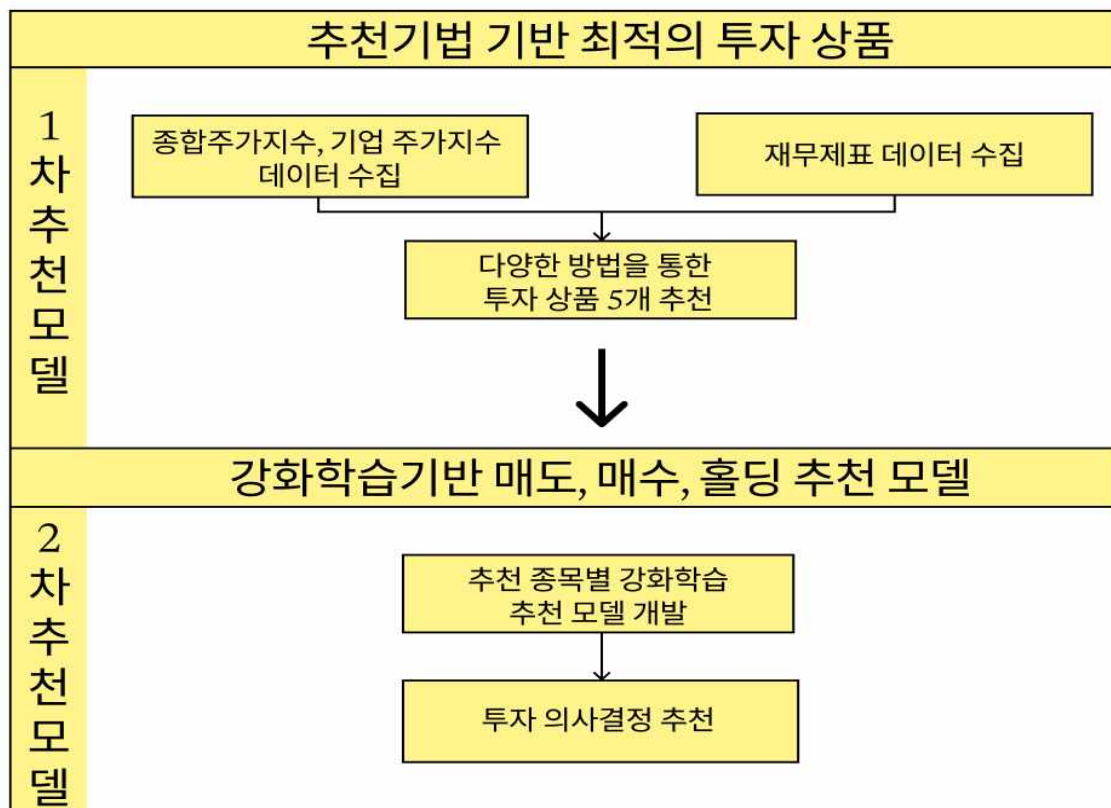 추천기법 기반 최적의 투자 상품
1
차
추
천
모
델
종합주가지수, 기업 주가지수
데이터 수집
재무제표 데이터 수집
다양한 방법을 통한
투자 상품 5개 추천
강화학습기반 매도, 매수, 홀딩 추천 모델
2
차
추
천
모
델
추천 종목별 강화학습
추천 모델 개발
투자 의사결정 추천